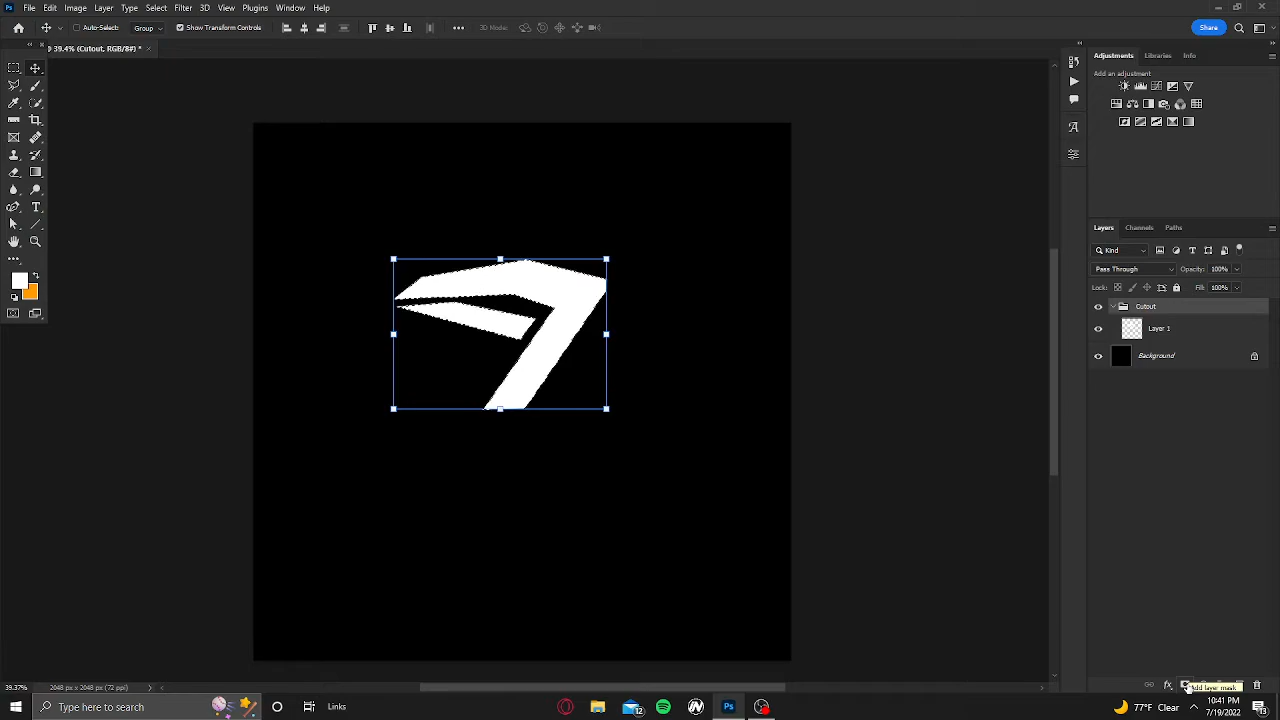 File Edit Image Layer Type Select Filter 3D View Plugins Window Help
Auto-Select: Group Show Transform Controls 3D Mode: Share
39.4% (Cutout, RGB/8#) *
Adjustments Libraries Info
Add an adjustment
Layers Channels Paths
Kind
Pass Through Opacity: 100%
Lock: Fill: 100%
Cutout
Layer 1
Background
39.37% 2048 px x 2048 px (72 ppi)
Add layer mask
Type here to search
Links
12
77°F Clear
10:41 PM
7/19/2022